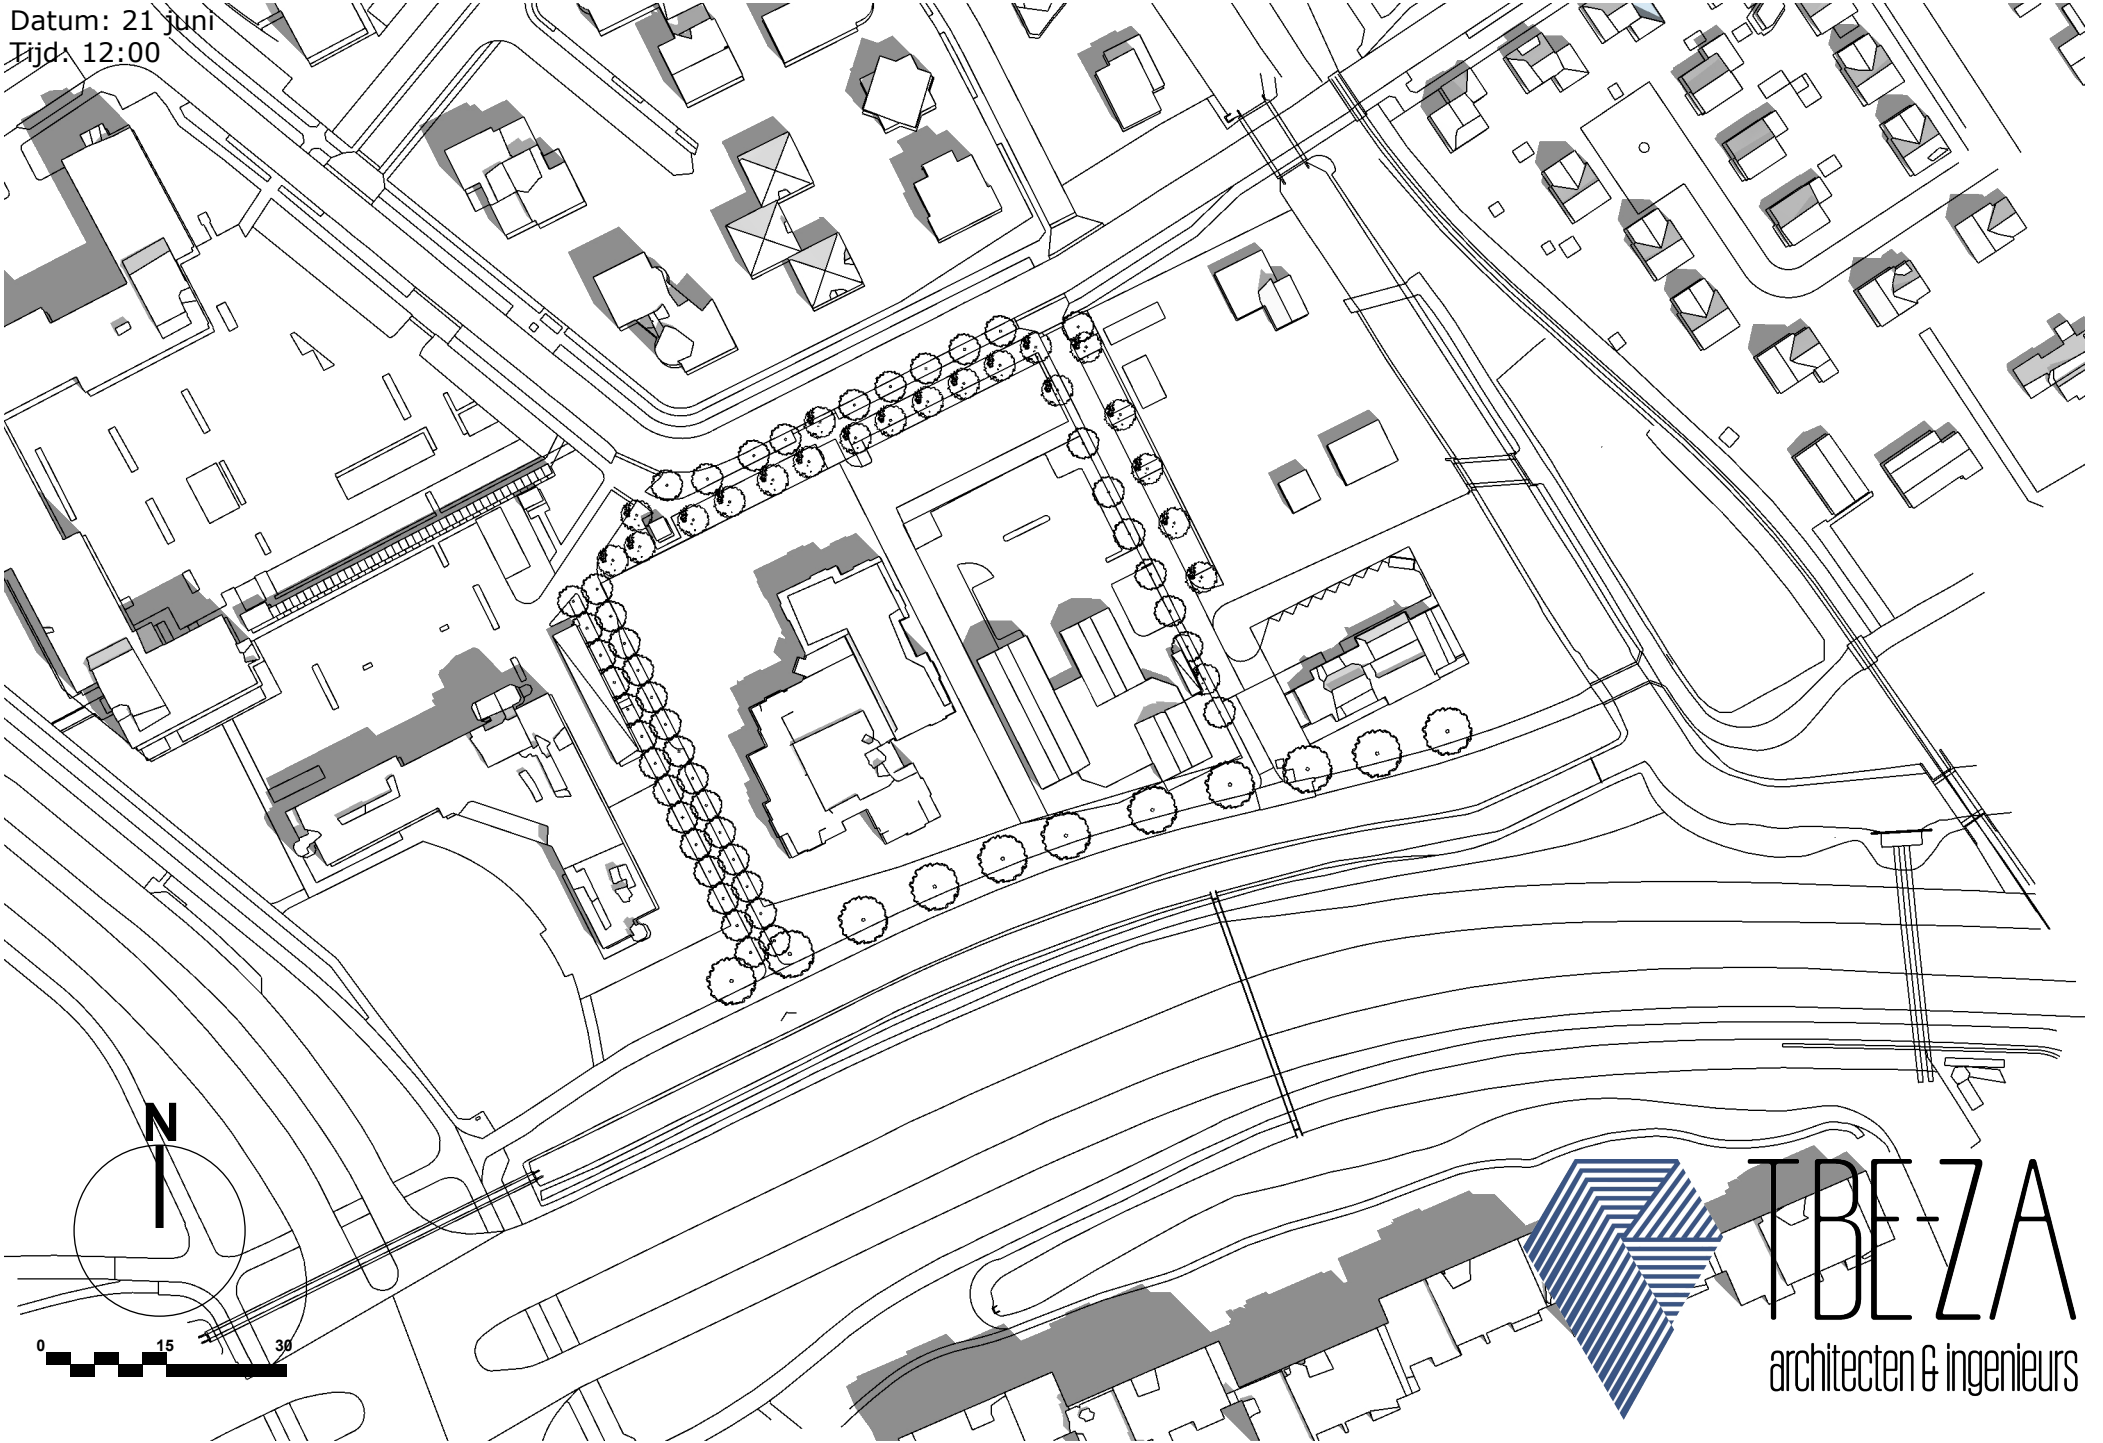 Datum: 21 juni
Tijd: 12:00
N
0 15 30
TBE-ZA
architecten & ingenieurs